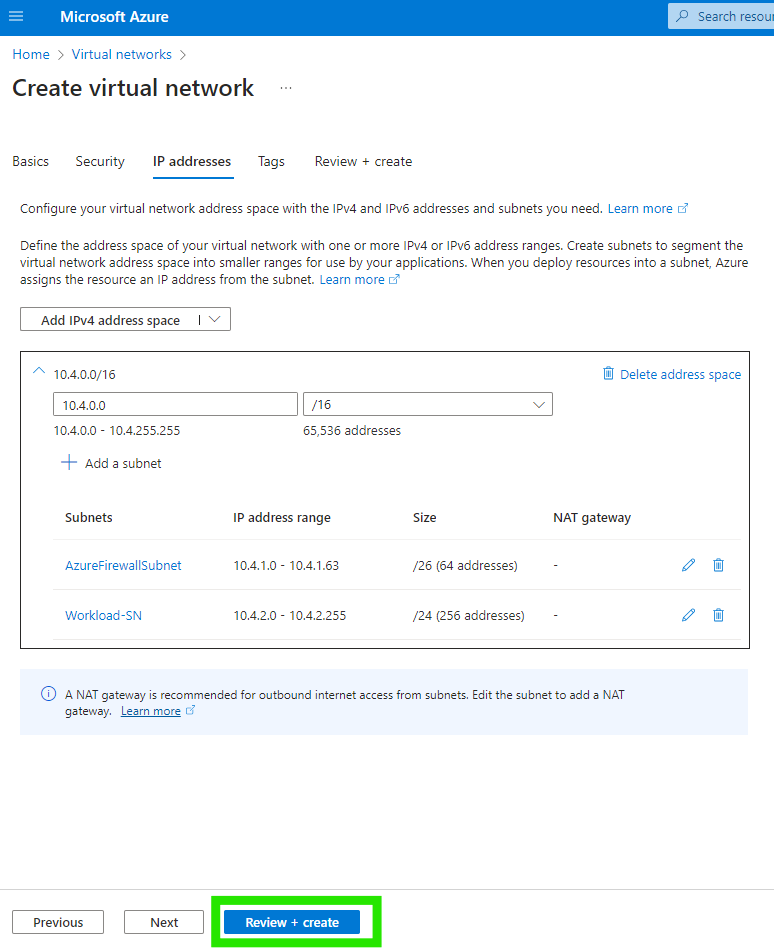 Microsoft Azure
Search resour
Home > Virtual networks >
Create virtual network ...
Basics Security IP addresses Tags Review + create
Configure your virtual network address space with the IPv4 and IPv6 addresses and subnets you need. Learn more
Define the address space of your virtual network with one or more IPv4 or IPv6 address ranges. Create subnets to segment the
virtual network address space into smaller ranges for use by your applications. When you deploy resources into a subnet, Azure
assigns the resource an IP address from the subnet. Learn more
Add IPv4 address space |
10.4.0.0/16 Delete address space
10.4.0.0 /16
10.4.0.0 - 10.4.255.255 65,536 addresses
+ Add a subnet
Subnets IP address range Size NAT gateway
AzureFirewallSubnet 10.4.1.0 - 10.4.1.63 /26 (64 addresses) -
Workload-SN 10.4.2.0 - 10.4.2.255 /24 (256 addresses) -
A NAT gateway is recommended for outbound internet access from subnets. Edit the subnet to add a NAT
gateway. Learn more
Previous Next Review + create